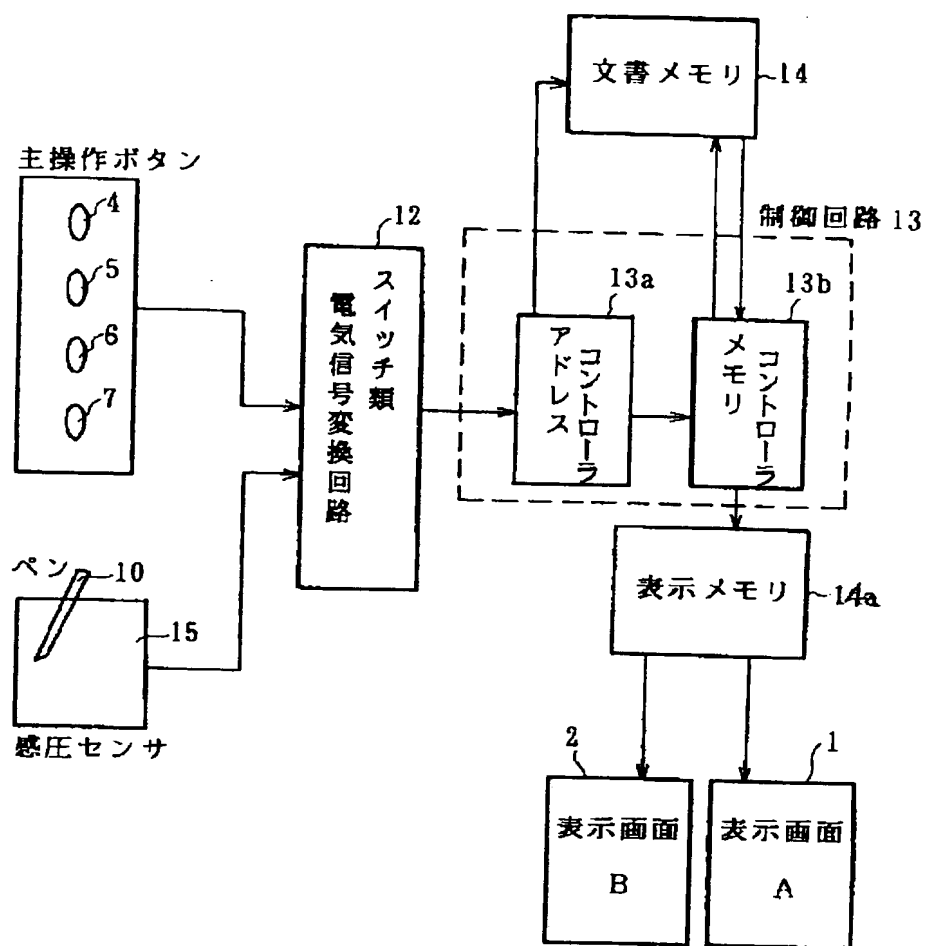 文書メモリ
14
主操作ボタン
4
5
6
7
12
スイッチ類
電気信号変換回路
制御回路 13
13a
アドレス
コントローラ
13b
メモリ
コントローラ
ペン
10
15
感圧センサ
表示メモリ
14a
2
表示画面
B
1
表示画面
A